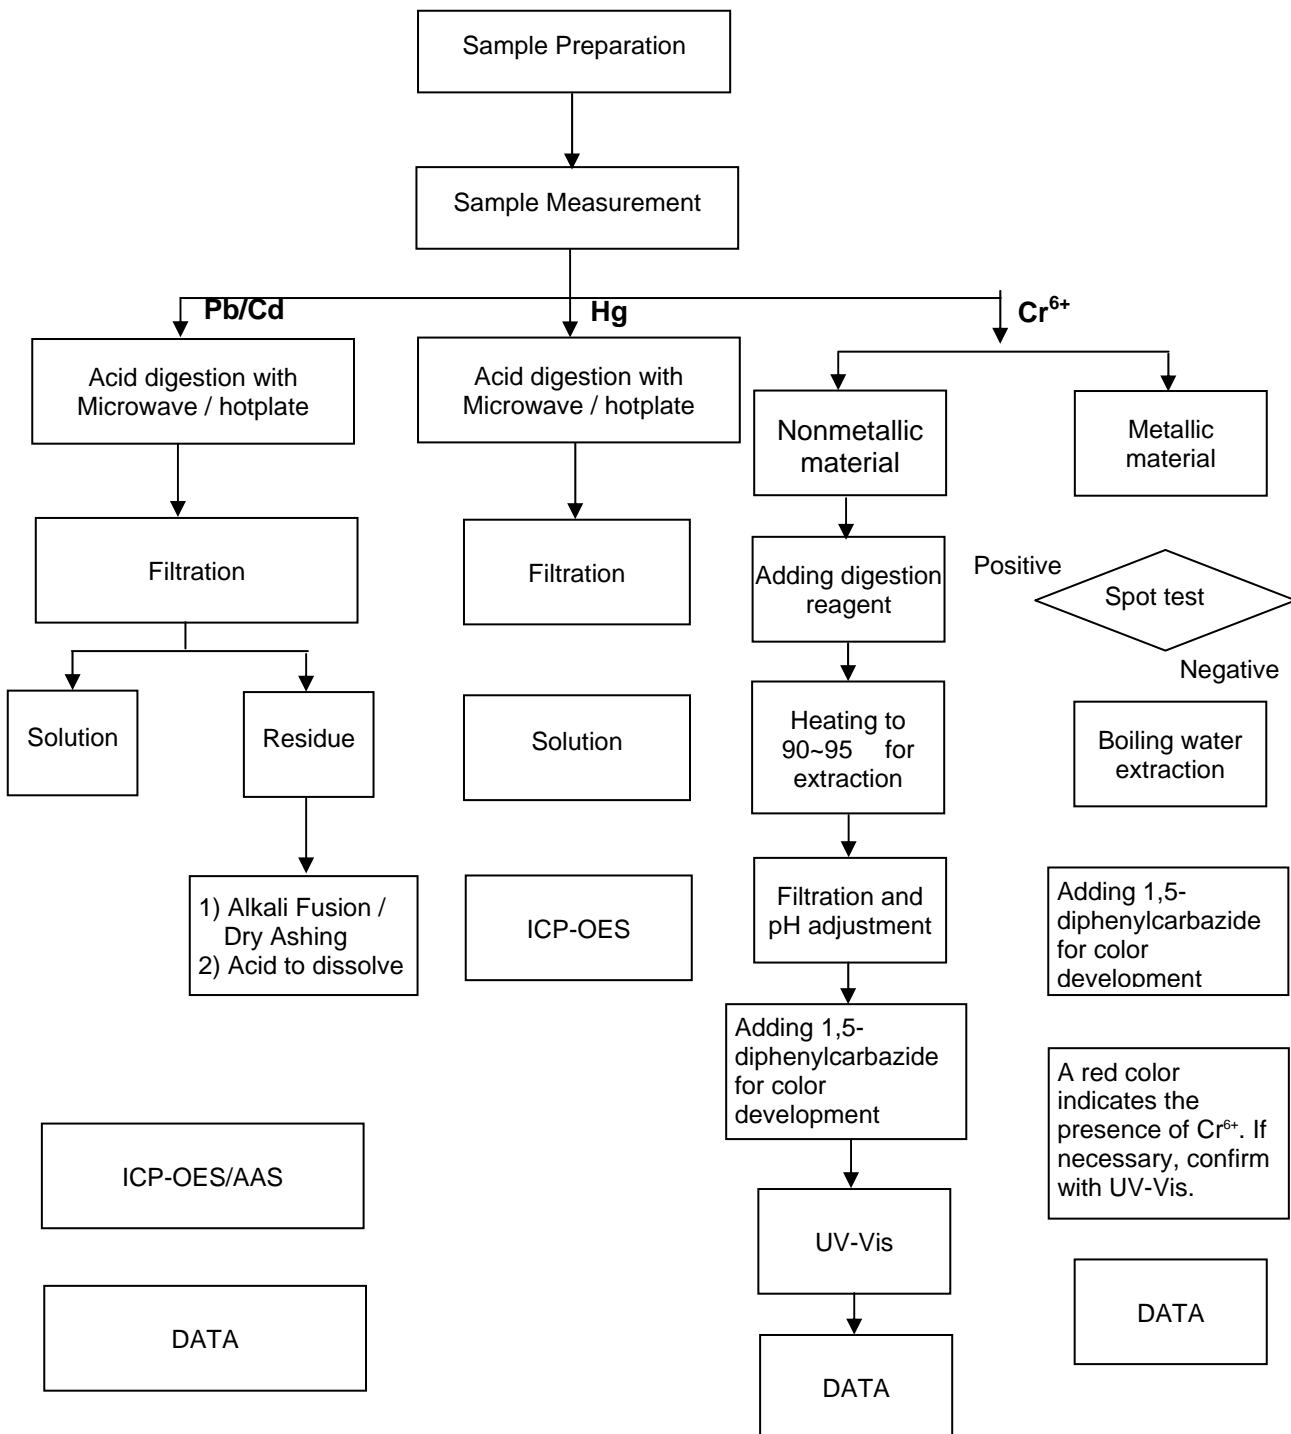 Sample Preparation
Sample Measurement
Pb/Cd
Hg
Cr⁶⁺
Acid digestion with
Microwave / hotplate
Acid digestion with
Microwave / hotplate
Nonmetallic
material
Metallic
material
Filtration
Filtration
Adding digestion
reagent
Positive
Spot test
Negative
Solution
Residue
Solution
Heating to
90~95 for
extraction
Boiling water
extraction
1) Alkali Fusion /
Dry Ashing
2) Acid to dissolve
ICP-OES
Filtration and
pH adjustment
Adding 1,5-
diphenylcarbazide
for color
development
Adding 1,5-
diphenylcarbazide
for color
development
A red color
indicates the
presence of Cr⁶⁺. If
necessary, confirm
with UV-Vis.
ICP-OES/AAS
UV-Vis
DATA
DATA
DATA